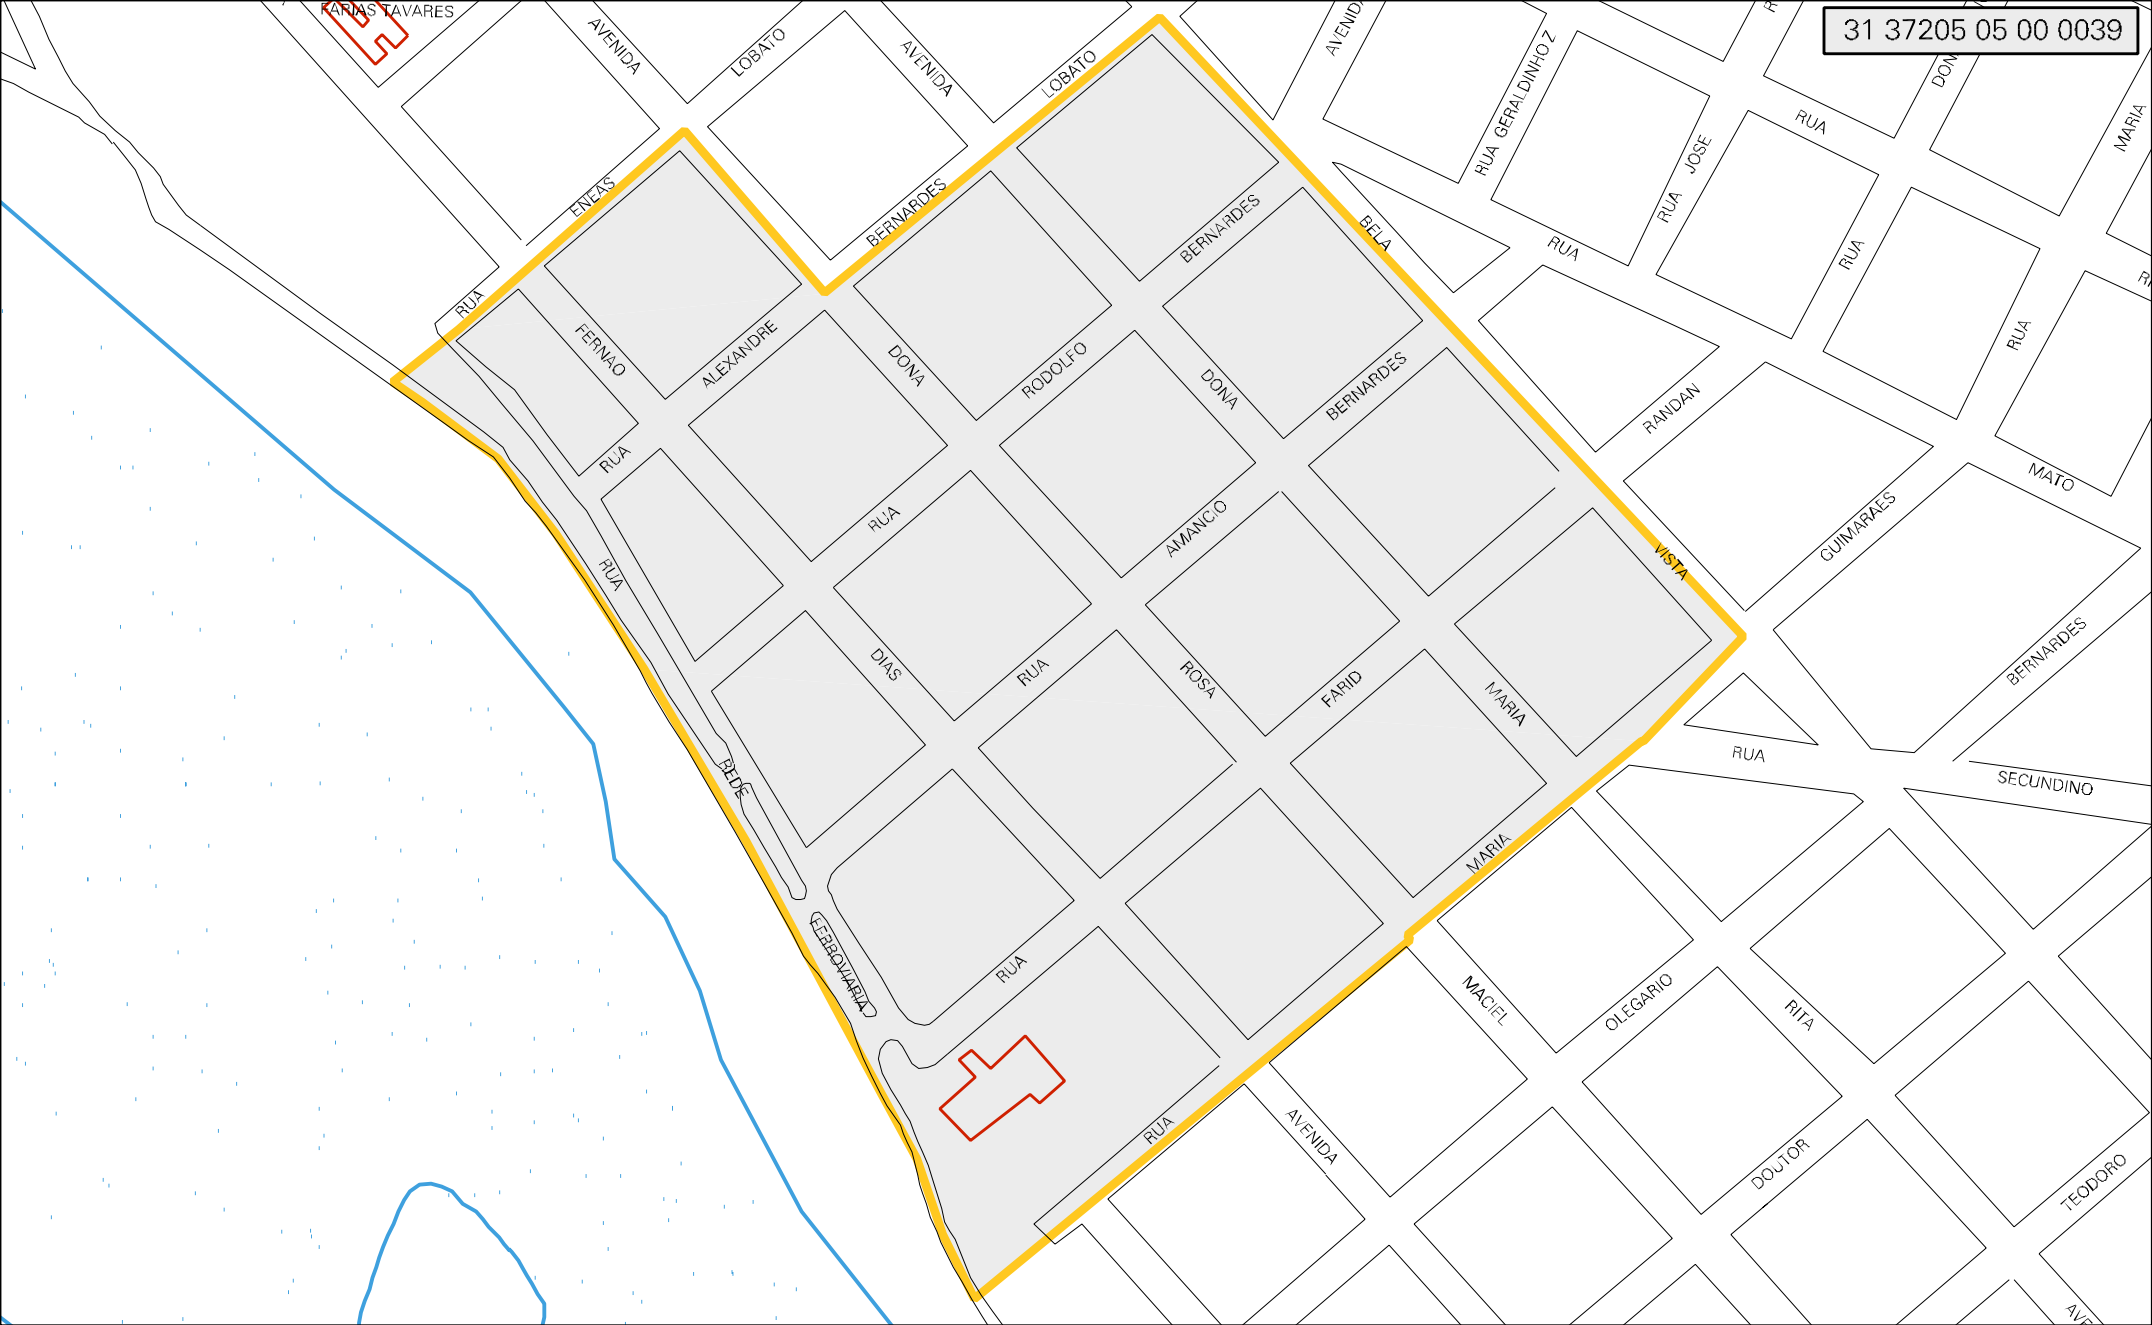 FARIAS TAVARES
31 37205 05 00 0039
AVENIDA
LOBATO
AVENIDA
LOBATO
AVENIDA
RUA GERALDINHO Z
RUA
JOSE
RUA
MARIA
ENEAS
BERNARDES
BERNARDES
BELA
RUA
RUA
RUA
RUA
FERNAO
ALEXANDRE
DONA
RODOLFO
DONA
BERNARDES
RANDAN
RUA
RUA
AMANCIO
GUIMARAES
MATO
RUA
VISTA
DIAS
RUA
ROSA
FARID
MARIA
BERNARDES
REDE
RUA
SECUNDINO
MARIA
FERROVIARIA
RUA
MACIEL
OLEGARIO
RITA
RUA
AVENIDA
DOUTOR
TEODORO